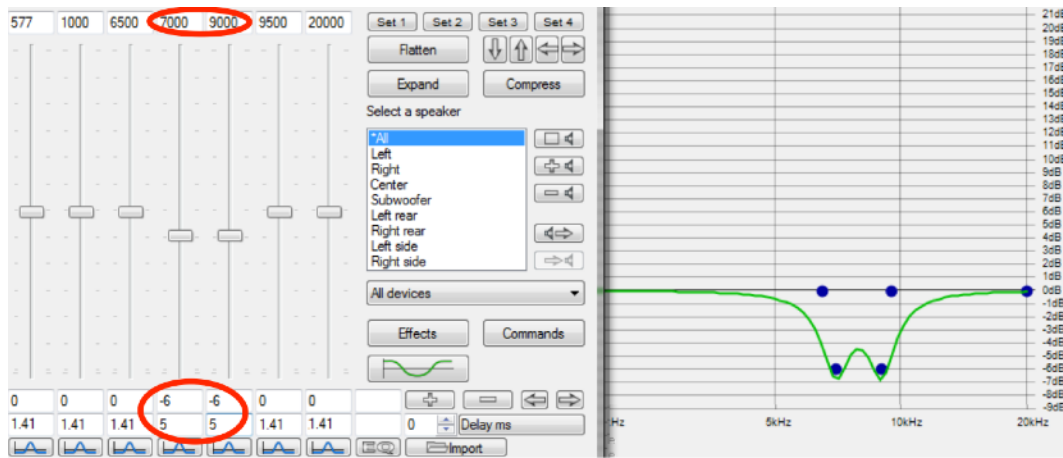 577 1000 6500 7000 9000 9500 20000
Set 1 Set 2 Set 3 Set 4
Flatten
Expand Compress
Select a speaker
*All
Left
Right
Center
Subwoofer
Left rear
Right rear
Left side
Right side
All devices
Effects Commands
0 0 0 -6 -6 0 0
1.41 1.41 1.41 5 5 1.41 1.41 0 Delay ms
EQ Import
21dB
20dB
19dB
18dB
17dB
16dB
15dB
14dB
13dB
12dB
11dB
10dB
9dB
8dB
7dB
6dB
5dB
4dB
3dB
2dB
1dB
0dB
-1dB
-2dB
-3dB
-4dB
-5dB
-6dB
-7dB
-8dB
-9dB
5kHz 10kHz 20kHz